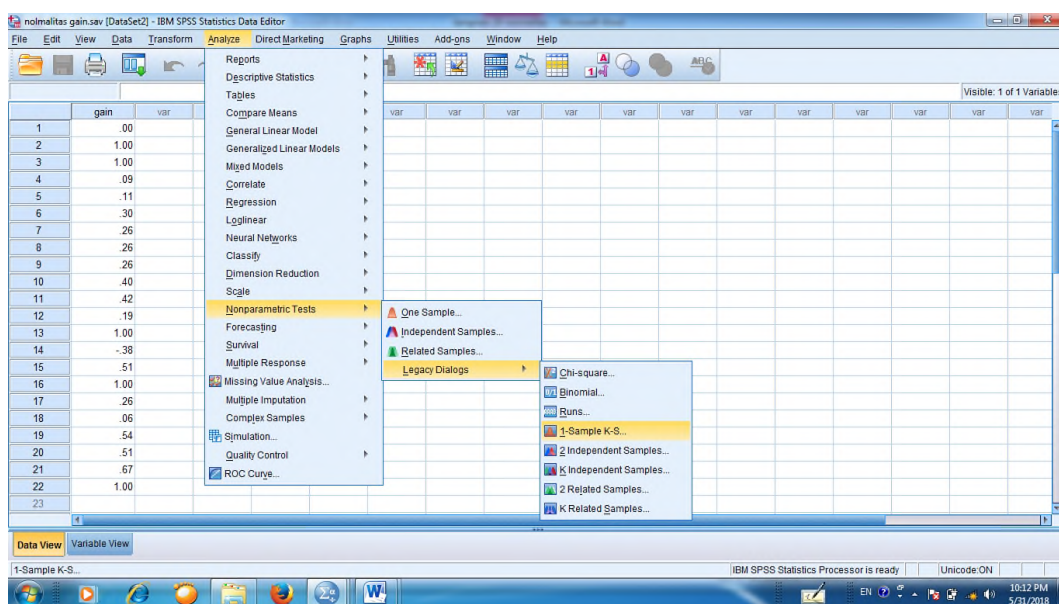 nolmalitas gain.sav [DataSet2] - IBM SPSS Statistics Data Editor
File Edit View Data Transform Analyze Direct Marketing Graphs Utilities Add-ons Window Help
Visible: 1 of 1 Variable
gain var var var var var var var var var var
1 .00
2 1.00
3 1.00
4 .09
5 .11
6 .30
7 .26
8 .26
9 .26
10 .40
11 .42
12 .19
13 1.00
14 -.38
15 .51
16 1.00
17 .26
18 .06
19 .54
20 .51
21 .67
22 1.00
23
Reports
Descriptive Statistics
Tables
Compare Means
General Linear Model
Generalized Linear Models
Mixed Models
Correlate
Regression
Loglinear
Neural Networks
Classify
Dimension Reduction
Scale
Nonparametric Tests
Forecasting
Survival
Multiple Response
Missing Value Analysis...
Multiple Imputation
Complex Samples
Simulation...
Quality Control
ROC Curve...
One Sample...
Independent Samples...
Related Samples...
Legacy Dialogs
Chi-square...
Binomial...
Runs...
1-Sample K-S...
2 Independent Samples...
K Independent Samples...
2 Related Samples...
K Related Samples...
Data View Variable View
1-Sample K-S... IBM SPSS Statistics Processor is ready Unicode:ON
EN 10:12 PM
5/31/2018